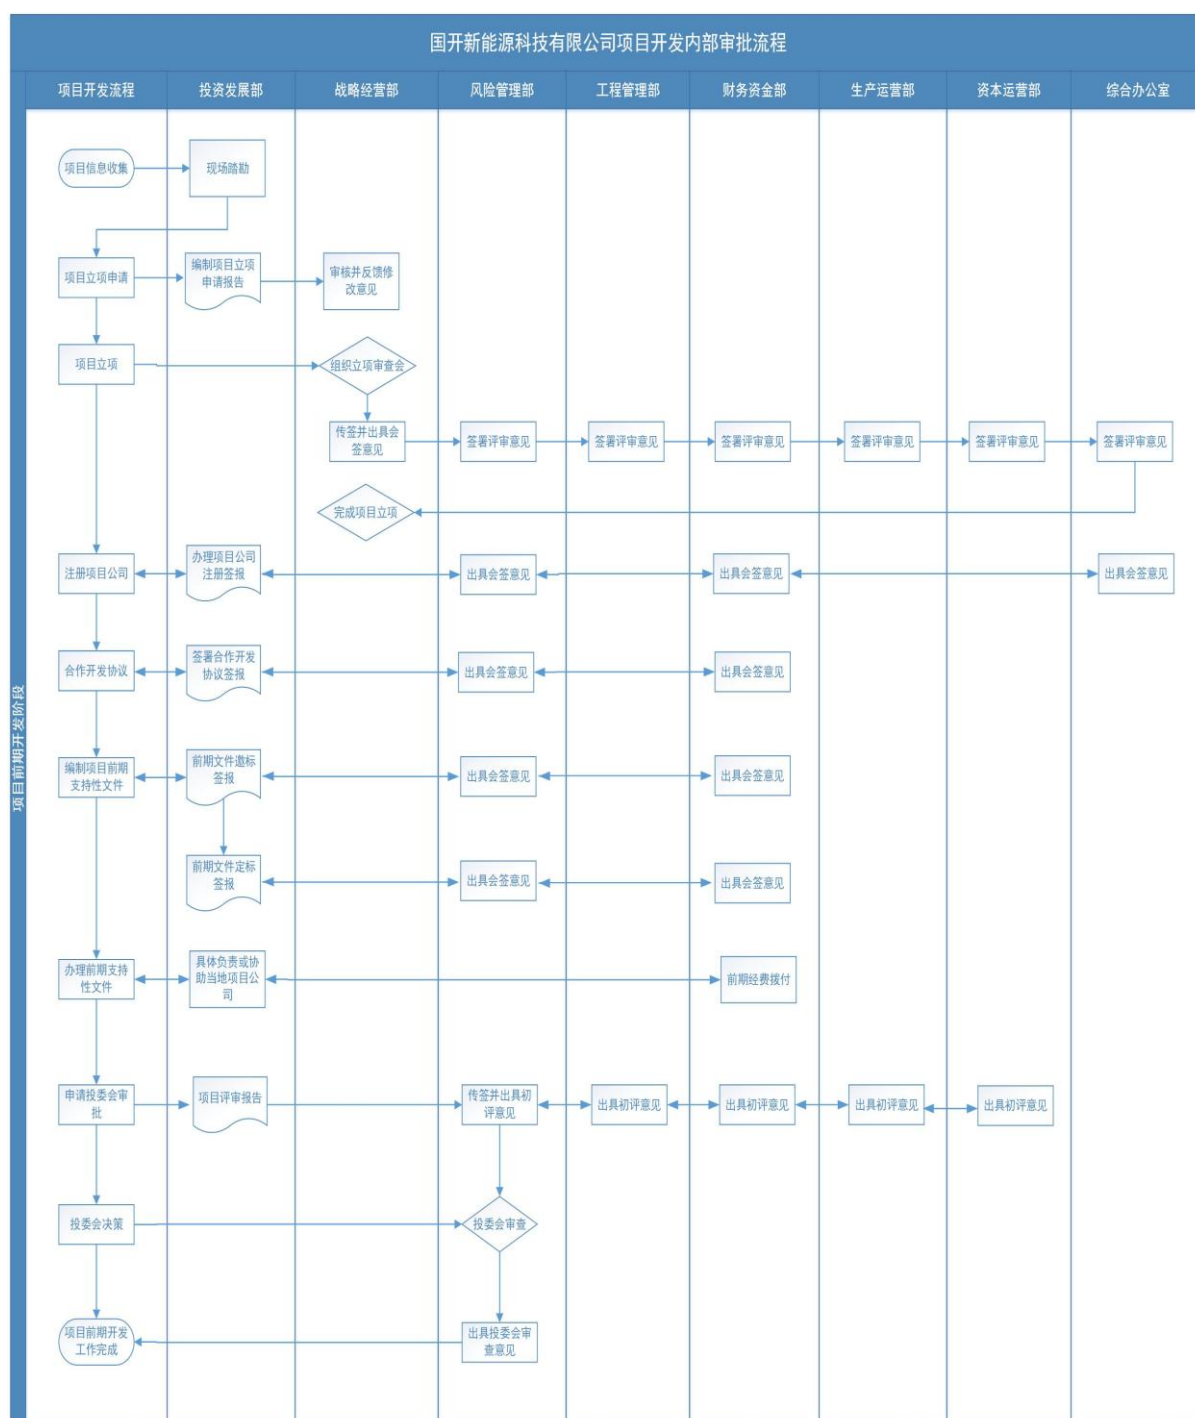 国开新能源科技有限公司项目开发内部审批流程
项目开发流程
投资发展部
战略经营部
风险管理部
工程管理部
财务资金部
生产运营部
资本运营部
综合办公室
项目前期开发阶段
项目信息收集
现场踏勘
项目立项申请
编制项目立项
申请报告
审核并反馈修
改意见
项目立项
组织立项审查会
传签并出具会
签意见
签署评审意见
签署评审意见
签署评审意见
签署评审意见
签署评审意见
签署评审意见
完成项目立项
注册项目公司
办理项目公司
注册签报
出具会签意见
出具会签意见
出具会签意见
合作开发协议
签署合作开发
协议签报
出具会签意见
出具会签意见
编制项目前期
支持性文件
前期文件邀标
签报
出具会签意见
出具会签意见
前期文件定标
签报
出具会签意见
出具会签意见
办理前期支持
性文件
具体负责或协
助当地项目公
司
前期经费拨付
申请投委会审
批
项目评审报告
传签并出具初
评意见
出具初评意见
出具初评意见
出具初评意见
出具初评意见
投委会决策
投委会审查
项目前期开发
工作完成
出具投委会审
查意见